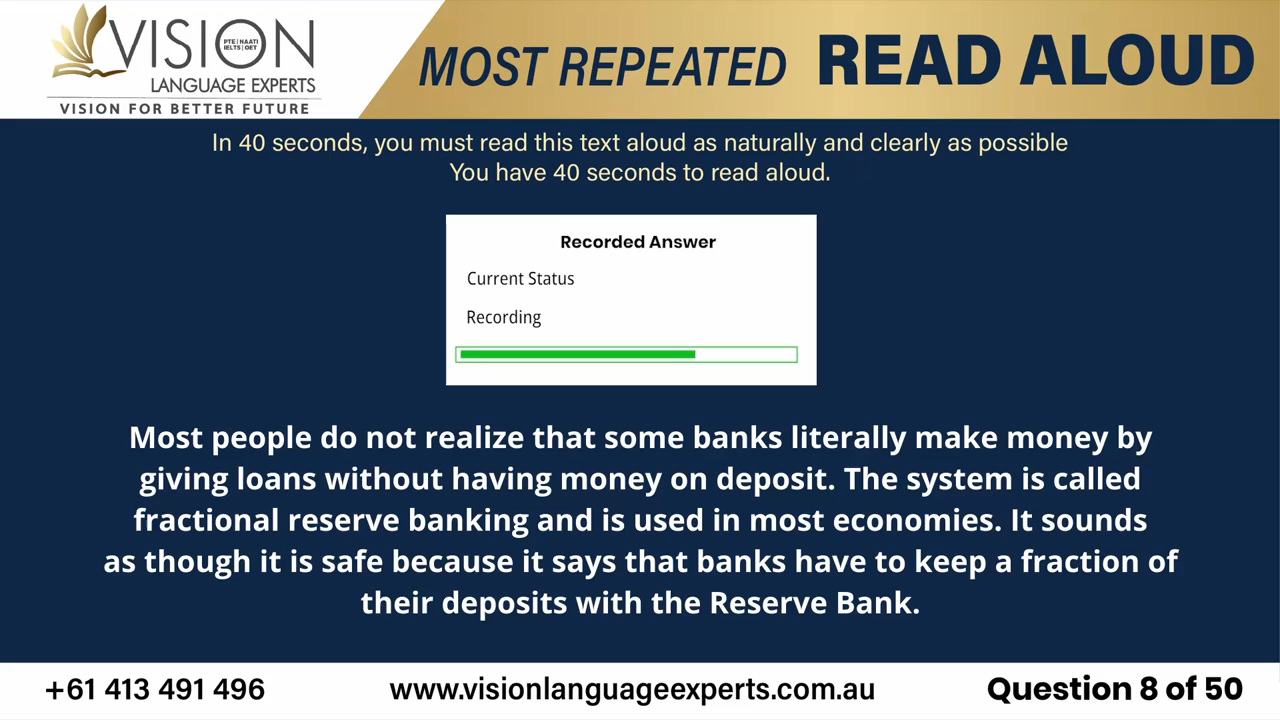 VISION
PTE | NAATI
IELTS | OET
LANGUAGE EXPERTS
VISION FOR BETTER FUTURE
MOST REPEATED READ ALOUD
In 40 seconds, you must read this text aloud as naturally and clearly as possible
You have 40 seconds to read aloud.
Recorded Answer
Current Status
Recording
Most people do not realize that some banks literally make money by
giving loans without having money on deposit. The system is called
fractional reserve banking and is used in most economies. It sounds
as though it is safe because it says that banks have to keep a fraction of
their deposits with the Reserve Bank.
+61 413 491 496
www.visionlanguageexperts.com.au
Question 8 of 50